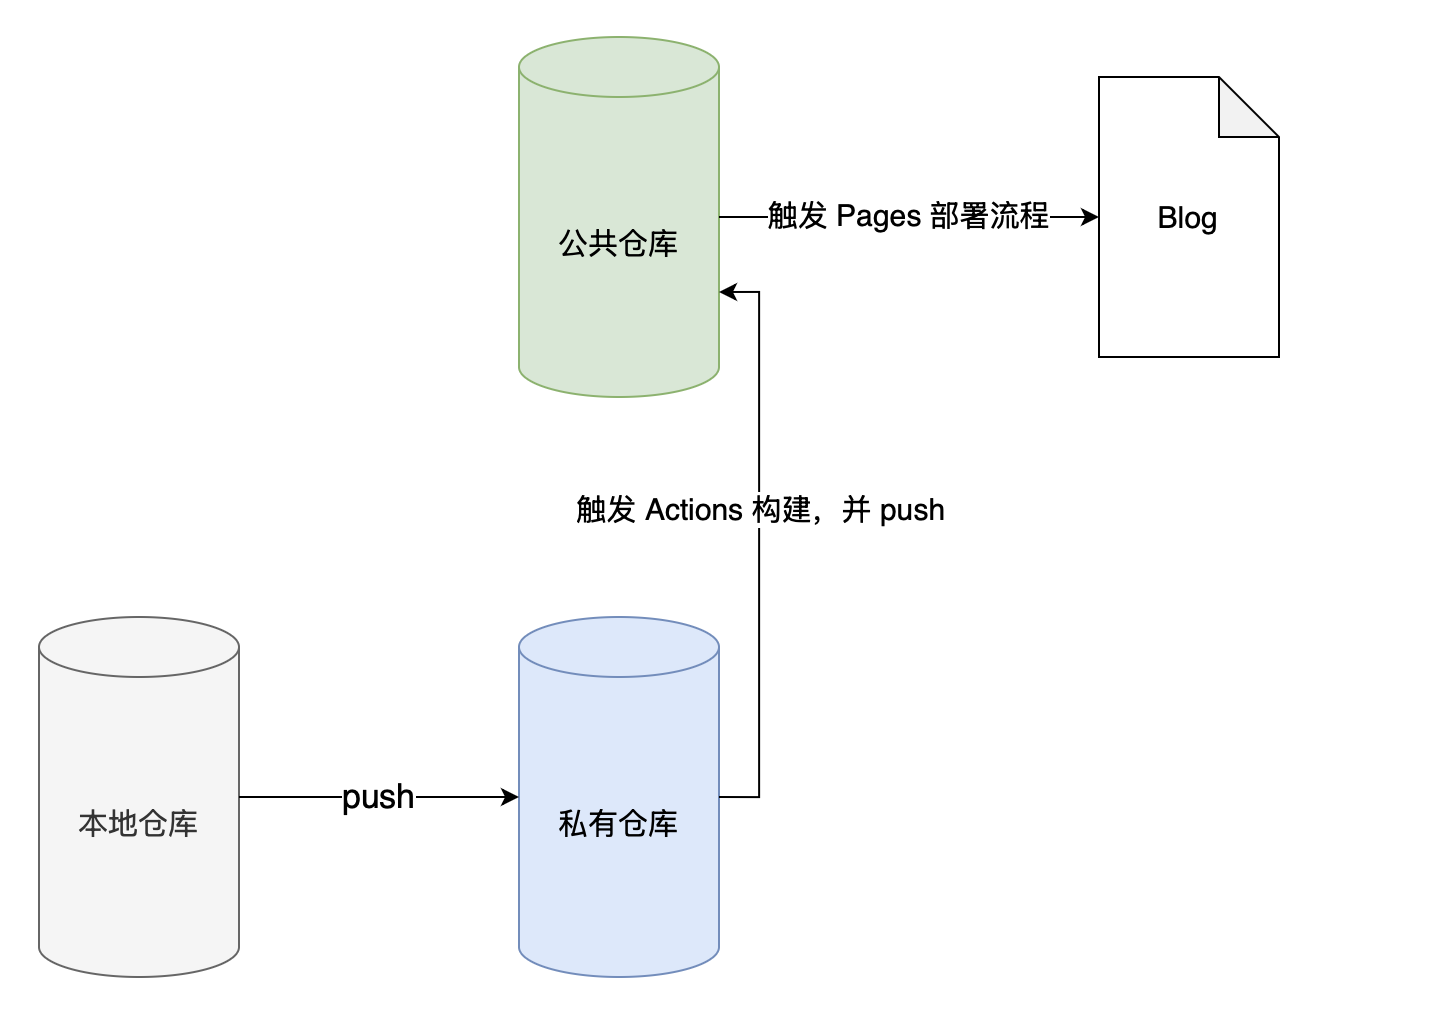 公共仓库
触发 Pages 部署流程
Blog
触发 Actions 构建，并 push
本地仓库
push
私有仓库